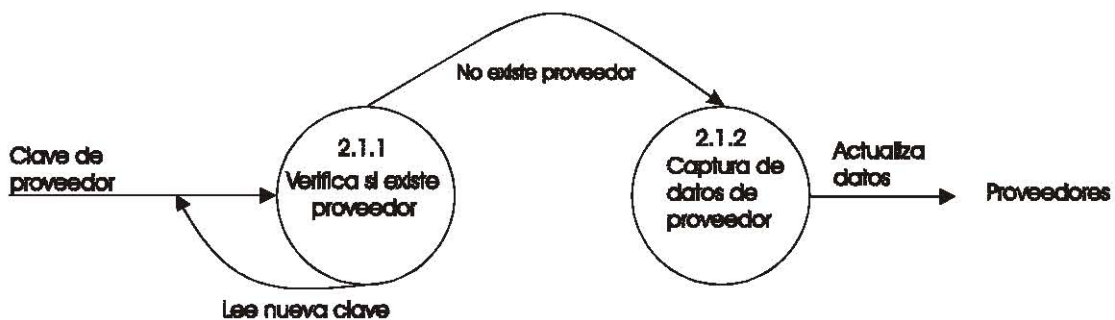 No existe proveedor
Clave de
proveedor
2.1.1
Verifica si existe
proveedor
Lee nueva clave
2.1.2
Captura de
datos de
proveedor
Actualiza
datos
Proveedores